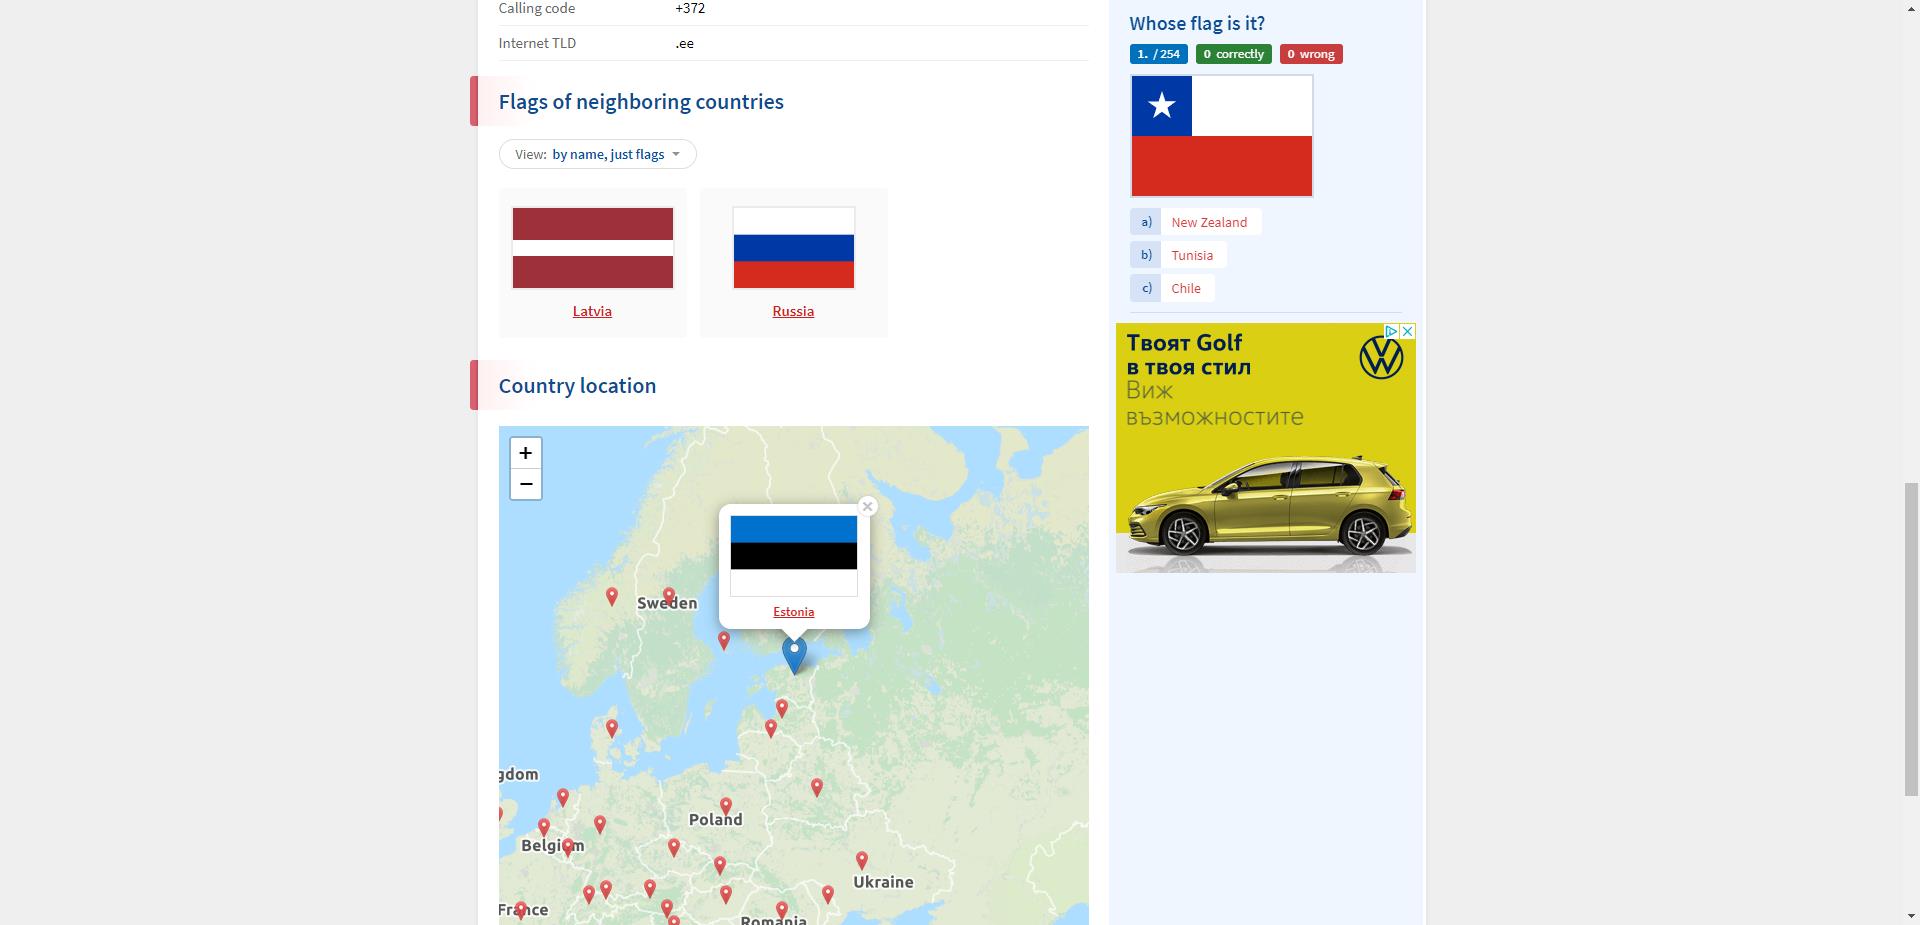 Calling code +372
Internet TLD .ee
Flags of neighboring countries
View: by name, just flags
Latvia
Russia
Country location
+
−
Estonia
Sweden
gdom
Poland
Belgium
Ukraine
France
Romania
Whose flag is it?
1. / 254 0 correctly 0 wrong
a) New Zealand
b) Tunisia
c) Chile
Твоят Golf
в твоя стил
Виж
възможностите